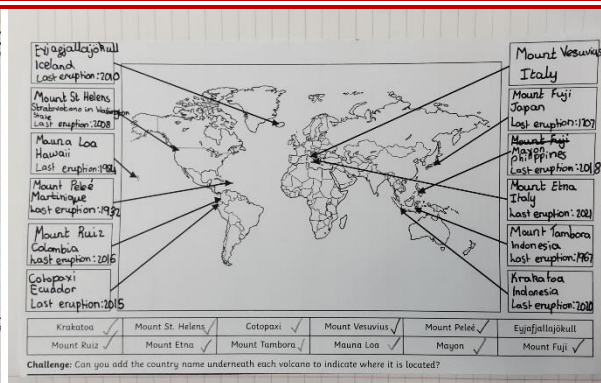 Eyjagjallajökull
Iceland
Last eruption:2010
Mount St Helens
Stratovolcano in Washington
State
Last eruption:2008
Mauna Loa
Hawaii
Last eruption:1984
Mount Peleé
Martinique
Last eruption:1932
Mount Ruiz
Colombia
Last eruption:2016
Cotopaxi
Ecuador
Last eruption:2015
Mount Vesuvius
Italy
Mount Fuji
Japan
Last eruption:1707
Mount Fuji
Mayon
Philippines
Last eruption:2018
Mount Etna
Italy
Last eruption:2021
Mount Tambora
Indonesia
Last eruption:1967
Krakatoa
Indonesia
Last eruption:2020
Krakatoa Mount St. Helens Cotopaxi Mount Vesuvius Mount Peleé Eyjafjallajökull
Mount Ruiz Mount Etna Mount Tambora Mauna Loa Mayon Mount Fuji
Challenge: Can you add the country name underneath each volcano to indicate where it is located?